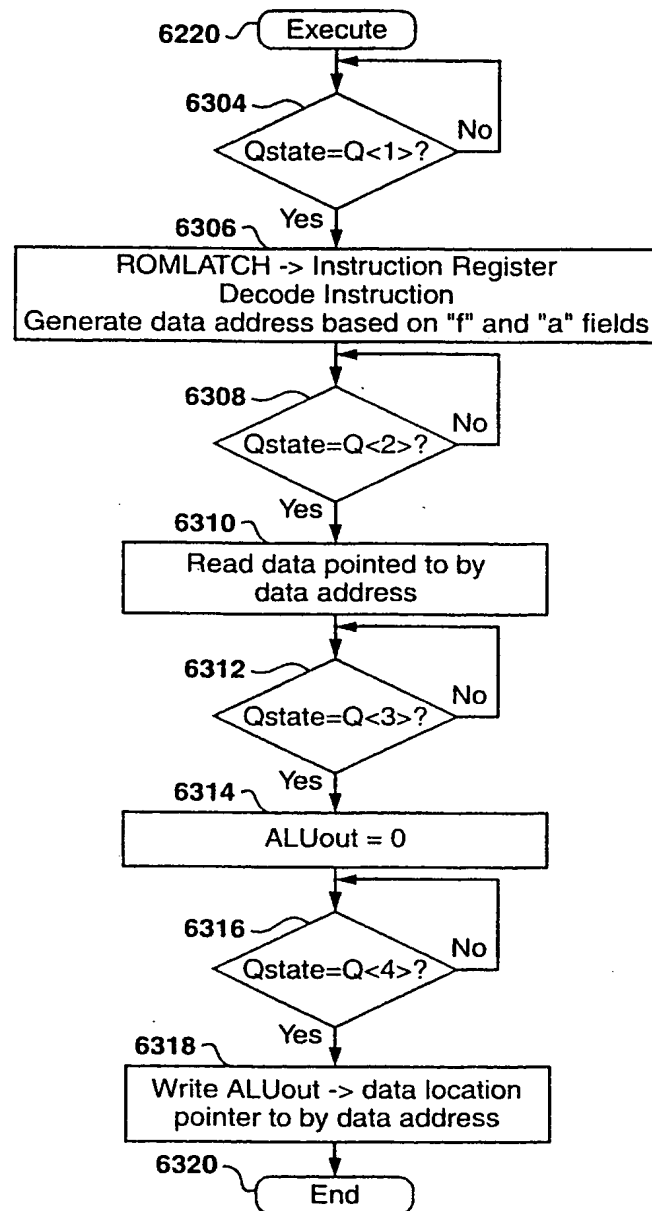 6220
Execute
6304
Qstate=Q<1>?
No
Yes
6306
ROMLATCH -> Instruction Register
Decode Instruction
Generate data address based on "f" and "a" fields
6308
Qstate=Q<2>?
No
Yes
6310
Read data pointed to by
data address
6312
Qstate=Q<3>?
No
Yes
6314
ALUout = 0
6316
Qstate=Q<4>?
No
Yes
6318
Write ALUout -> data location
pointer to by data address
6320
End